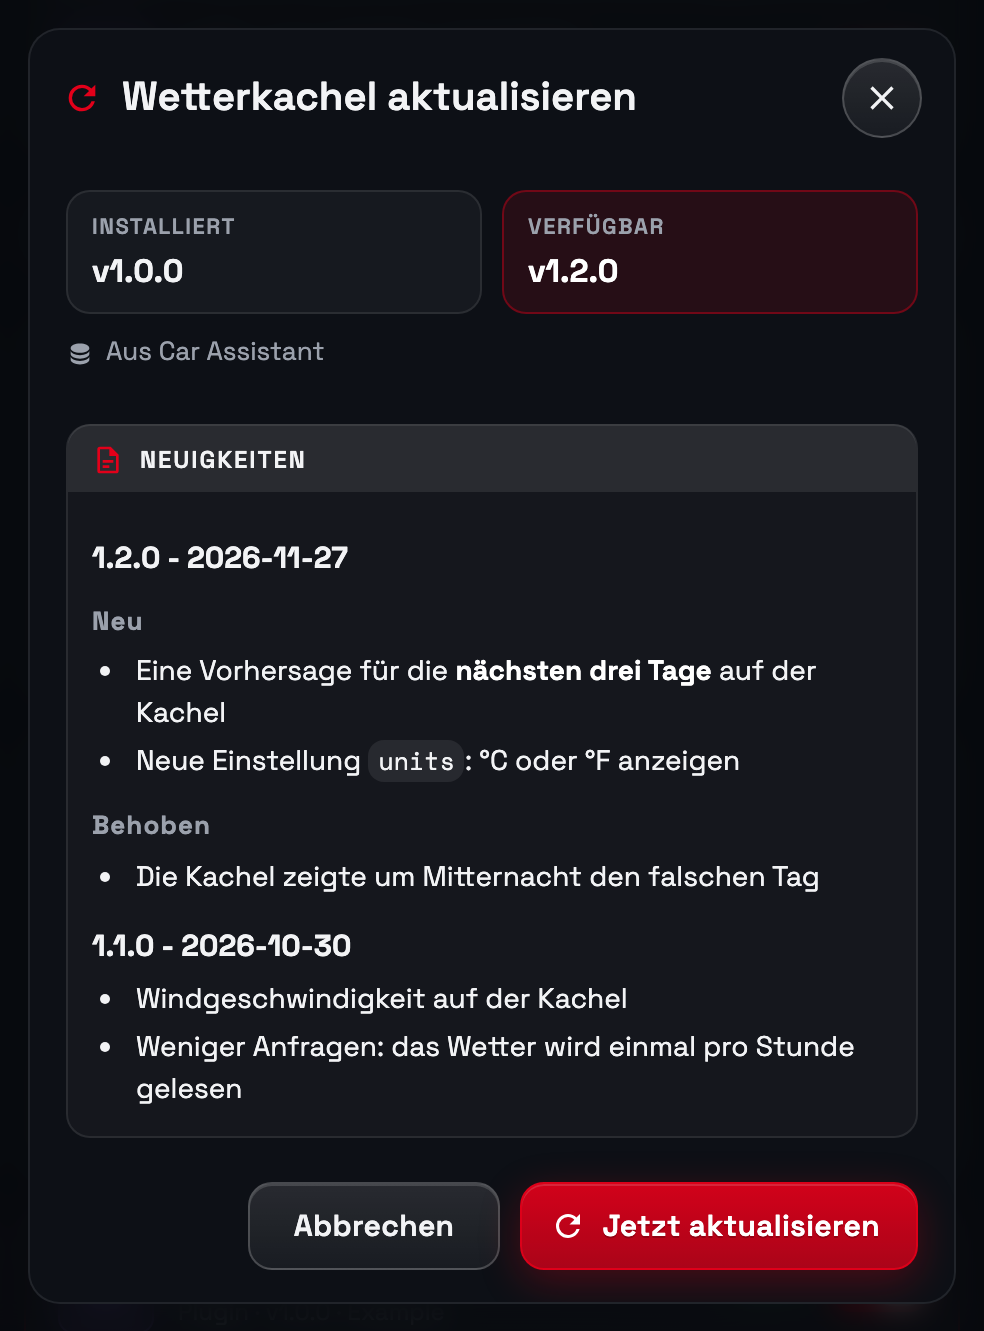 Wetterkachel aktualisieren
INSTALLIERT
v1.0.0
VERFÜGBAR
v1.2.0
Aus Car Assistant
NEUIGKEITEN
1.2.0 - 2026-11-27
Neu
• Eine Vorhersage für die nächsten drei Tage auf der
Kachel
• Neue Einstellung units: °C oder °F anzeigen
Behoben
• Die Kachel zeigte um Mitternacht den falschen Tag
1.1.0 - 2026-10-30
• Windgeschwindigkeit auf der Kachel
• Weniger Anfragen: das Wetter wird einmal pro Stunde
gelesen
Abbrechen
Jetzt aktualisieren